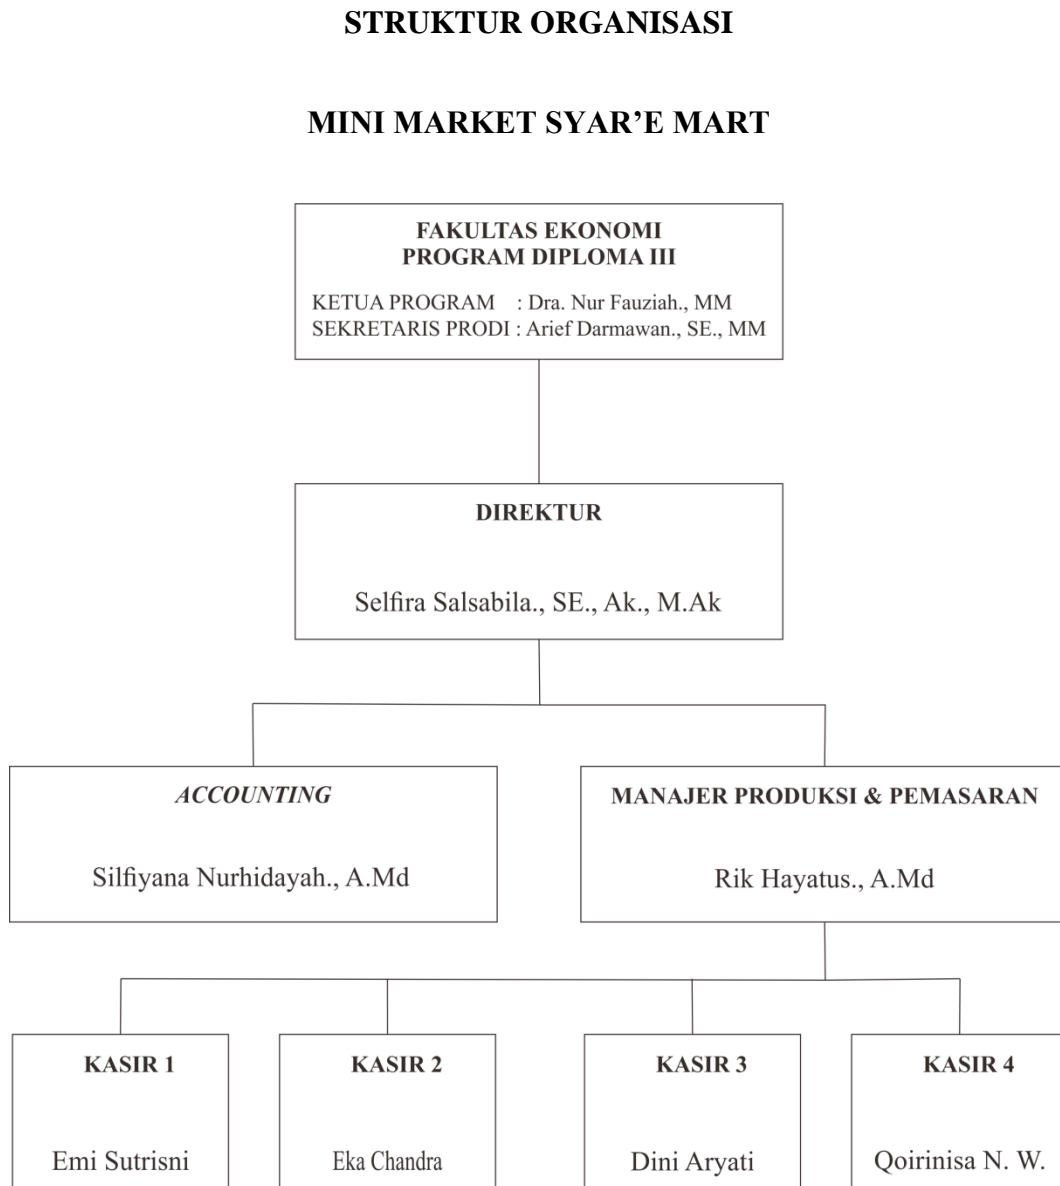 STRUKTUR ORGANISASI
MINI MARKET SYAR’E MART
FAKULTAS EKONOMI
PROGRAM DIPLOMA III
KETUA PROGRAM : Dra. Nur Fauziah., MM
SEKRETARIS PRODI : Arief Darmawan., SE., MM
DIREKTUR
Selfira Salsabila., SE., Ak., M.Ak
ACCOUNTING
Silfiyana Nurhidayah., A.Md
MANAJER PRODUKSI & PEMASARAN
Rik Hayatus., A.Md
KASIR 1
Emi Sutrisni
KASIR 2
Eka Chandra
KASIR 3
Dini Aryati
KASIR 4
Qoirinisa N. W.